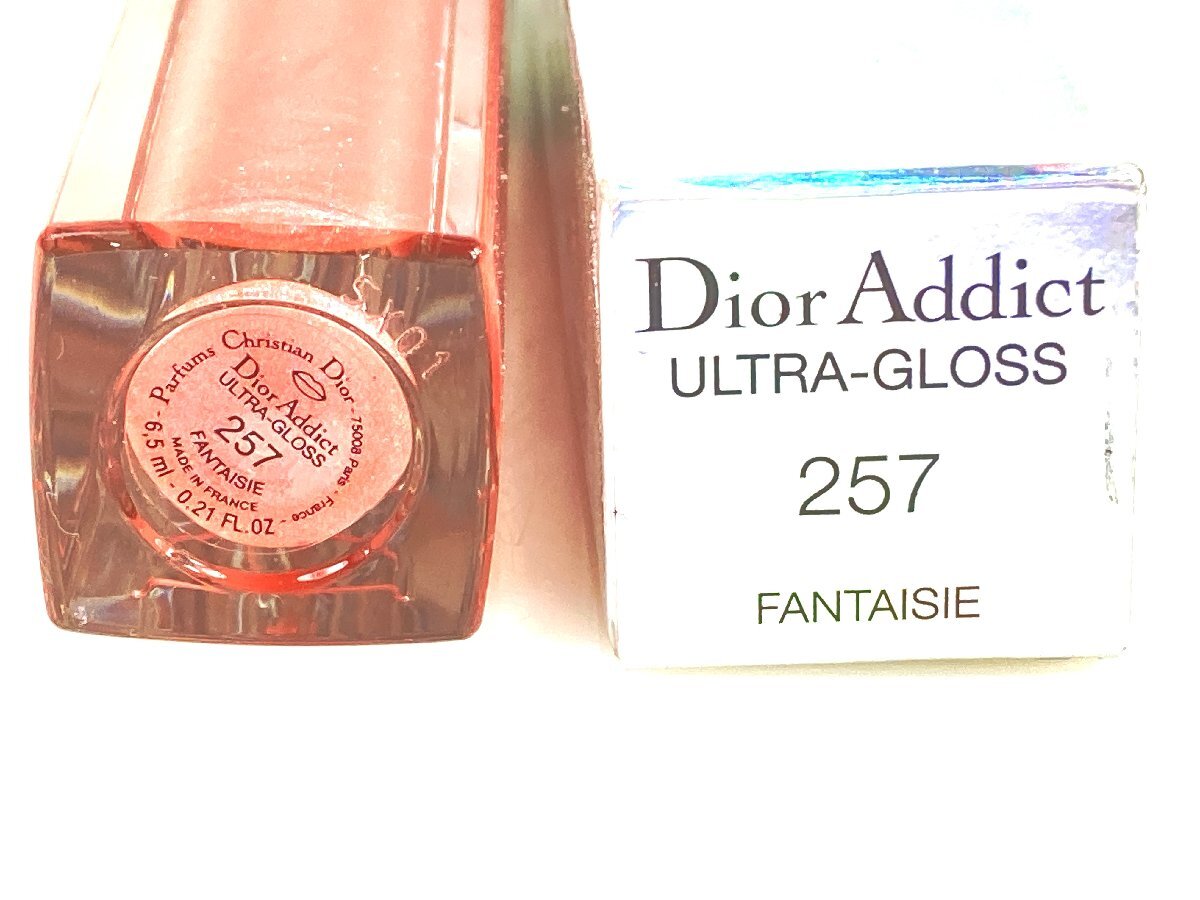 Parfums Christian Dior - 75008 Paris - France -
Dior Addict
ULTRA-GLOSS
257
FANTAISIE
MADE IN FRANCE
6,5 ml - 0.21 FL.OZ -
Dior Addict
ULTRA-GLOSS
257
FANTAISIE